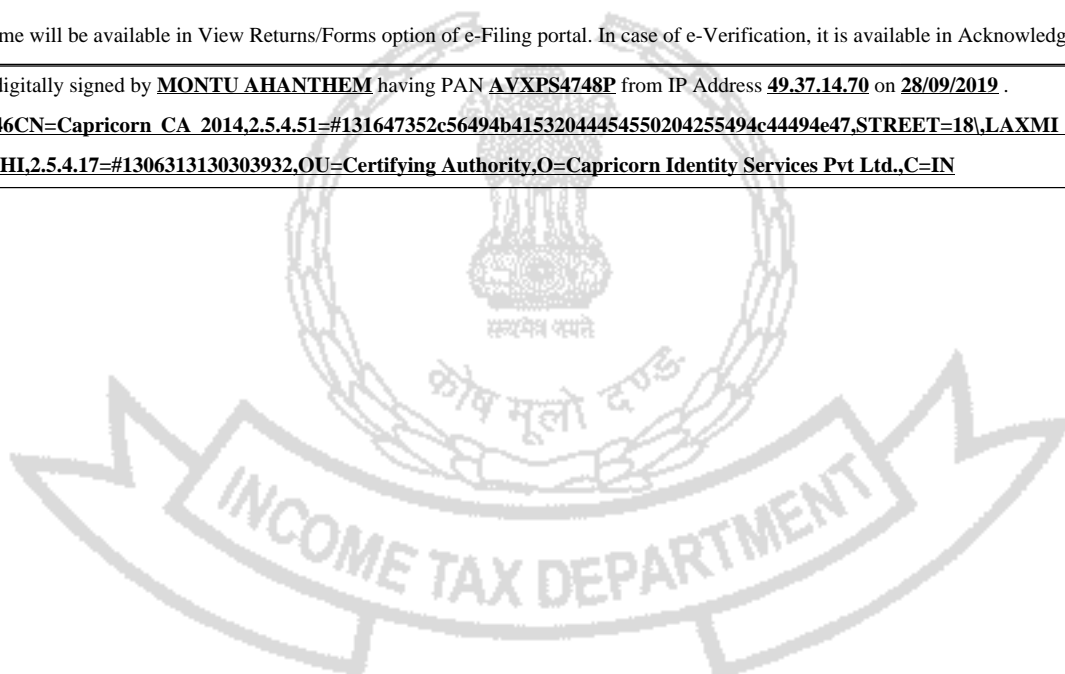 me will be available in View Returns/Forms option of e-Filing portal. In case of e-Verification, it is available in Acknowledg
digitally signed by MONTU AHANTHEM having PAN AVXPS4748P from IP Address 49.37.14.70 on 28/09/2019 .
46CN=Capricorn CA 2014,2.5.4.51=#131647352c56494b41532044454550204255494c44494e47,STREET=18\,LAXMI
HI,2.5.4.17=#1306313130303932,OU=Certifying Authority,O=Capricorn Identity Services Pvt Ltd.,C=IN
सत्यमेव जयते
कोष मूलो दण्ड:
INCOME TAX DEPARTMENT